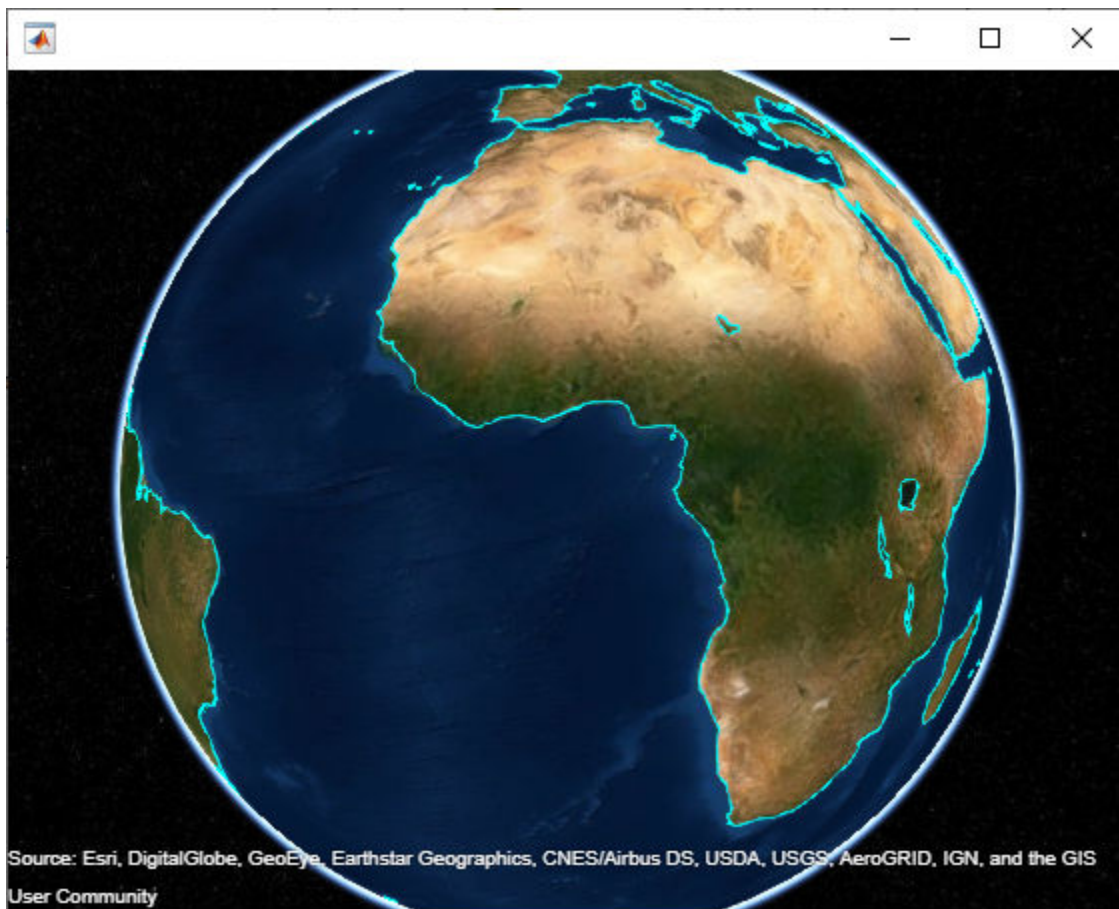 Source: Esri, DigitalGlobe, GeoEye, Earthstar Geographics, CNES/Airbus DS, USDA, USGS, AeroGRID, IGN, and the GIS
User Community